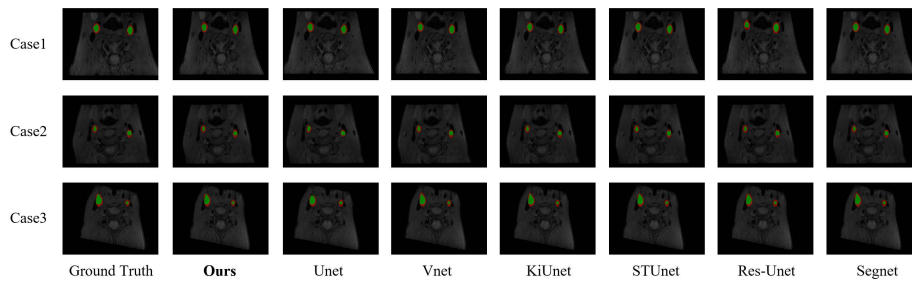 Case1
Case2
Case3
Ground Truth Ours Unet Vnet KiUnet STUnet Res-Unet Segnet